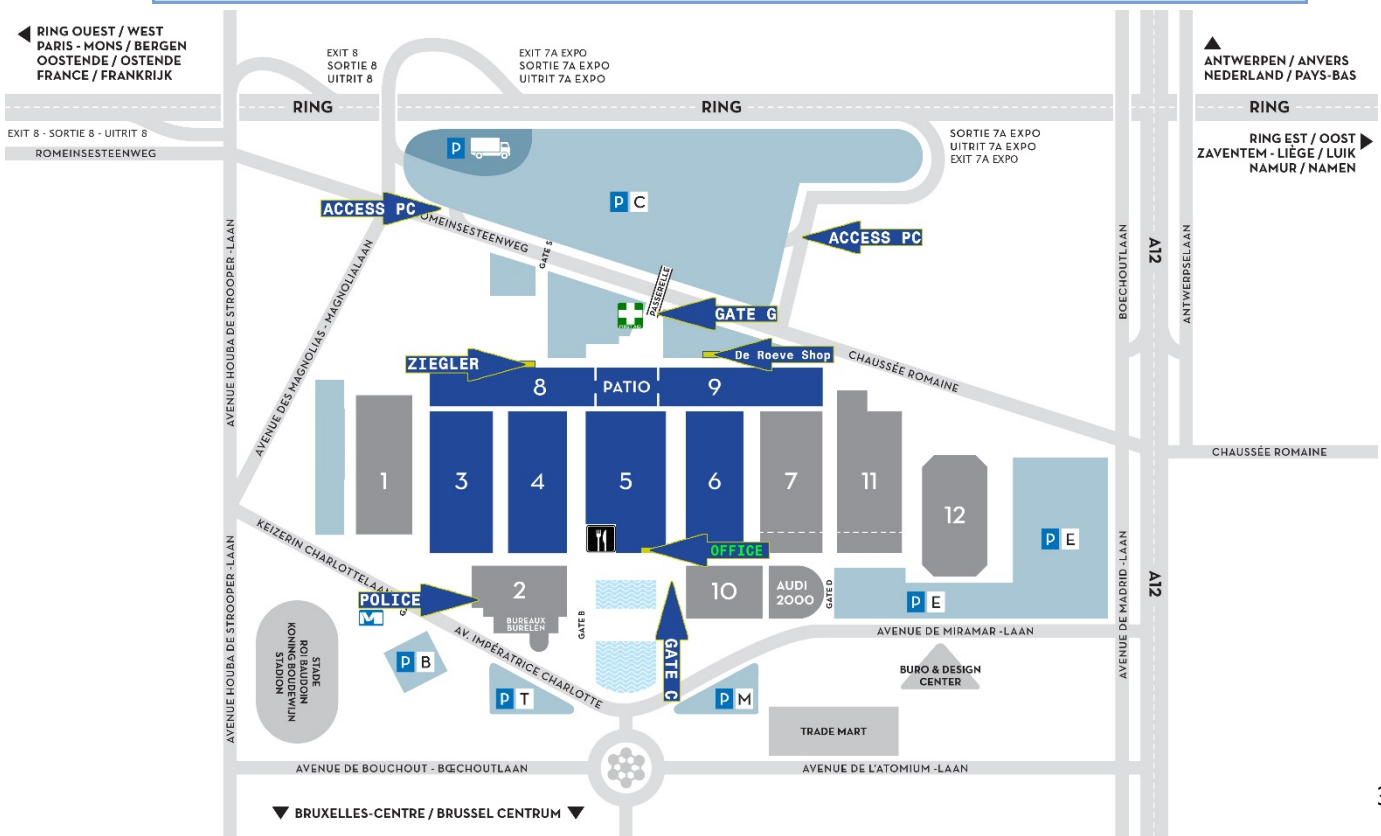 RING OUEST / WEST
PARIS - MONS / BERGEN
OOSTENDE / OSTENDE
FRANCE / FRANKRIJK
EXIT 8
SORTIE 8
UITRIT 8
EXIT 7A EXPO
SORTIE 7A EXPO
UITRIT 7A EXPO
ANTWERPEN / ANVERS
NEDERLAND / PAYS-BAS
RING
RING
RING
EXIT 8 - SORTIE 8 - UITRIT 8
ROMEINSESTEENWEG
SORTIE 7A EXPO
UITRIT 7A EXPO
EXIT 7A EXPO
RING EST / OOST
ZAVENTEM - LIÈGE / LUIK
NAMUR / NAMEN
P
P C
ACCESS PC
OMEINSESTEENWEG
ACCESS PC
GATE S
PASSERELLE
GATE G
AVENUE HOUBA DE STROOPER -LAAN
AVENUE DES MAGNOLIAS - MAGNOLIALAAN
BOECHOUTLAAN
A12
ANTWERPSELAAN
ZIEGLER
De Roeve Shop
CHAUSSÉE ROMAINE
8
PATIO
9
CHAUSSÉE ROMAINE
1
3
4
5
6
7
11
12
P E
OFFICE
KEIZERIN CHARLOTTELAAN
POLICE
M
2
BUREAUX
BURELEN
GATE B
10
AUDI
2000
GATE D
P E
A12
AVENUE DE MADRID -LAAN
AVENUE HOUBA DE STROOPER -LAAN
STADE
ROI BAUDOIN
KONING BOUDEWIJN
STADION
P B
AV. IMPÉRATRICE CHARLOTTE
P T
GATE C
P M
AVENUE DE MIRAMAR -LAAN
BURO & DESIGN
CENTER
TRADE MART
AVENUE DE BOUCHOUT - BŒCHOUTLAAN
AVENUE DE L'ATOMIUM -LAAN
BRUXELLES-CENTRE / BRUSSEL CENTRUM